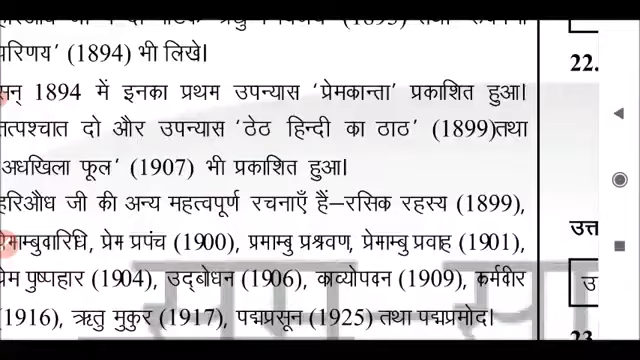 परिणय' (1894) भी लिखे।
22.
सन् 1894 में इनका प्रथम उपन्यास 'प्रेमकान्ता' प्रकाशित हुआ।
तत्पश्चात दो और उपन्यास 'ठेठ हिन्दी का ठाठ' (1899)तथा
'अधखिला फूल' (1907) भी प्रकाशित हुआ।
हरिऔध जी की अन्य महत्वपूर्ण रचनाएँ हैं–रसिक रहस्य (1899),
प्रेमाम्बुवारिधि, प्रेम प्रपंच (1900), प्रमाम्बु प्रश्रवण, प्रेमाम्बु प्रवाह (1901),
उत्त
प्रेम पुष्पहार (1904), उद्बोधन (1906), काव्योपवन (1909), कर्मवीर
उ
(1916), ऋतु मुकुर (1917), पद्मप्रसून (1925) तथा पद्मप्रमोद।
23